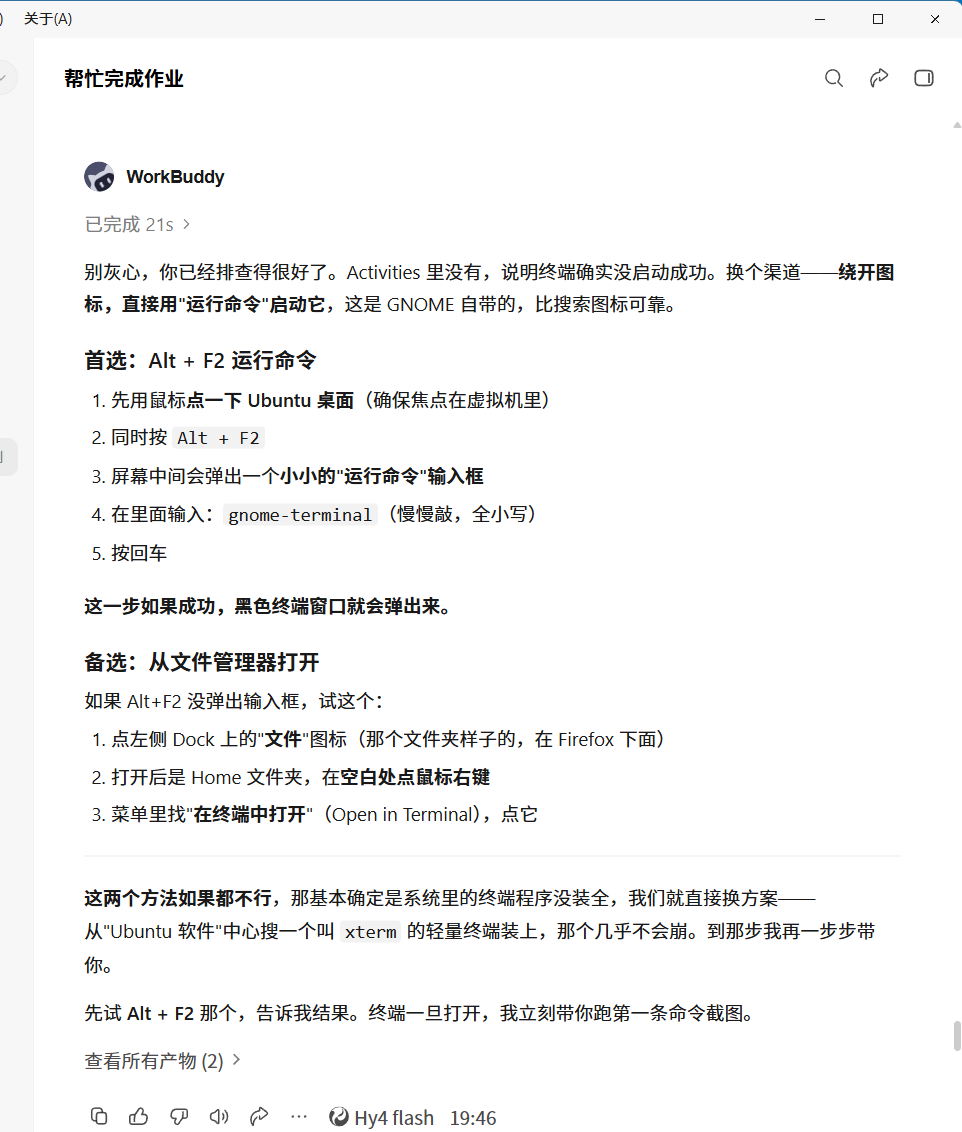 ) 关于(A)
帮忙完成作业
WorkBuddy
已完成 21s >
别灰心，你已经排查得很好了。Activities 里没有，说明终端确实没启动成功。换个渠道——绕开图
标，直接用"运行命令"启动它，这是 GNOME 自带的，比搜索图标可靠。
首选：Alt + F2 运行命令
1. 先用鼠标点一下 Ubuntu 桌面（确保焦点在虚拟机里）
2. 同时按 Alt + F2
3. 屏幕中间会弹出一个小小的"运行命令"输入框
4. 在里面输入：gnome-terminal（慢慢敲，全小写）
5. 按回车
这一步如果成功，黑色终端窗口就会弹出来。
备选：从文件管理器打开
如果 Alt+F2 没弹出输入框，试这个：
1. 点左侧 Dock 上的"文件"图标（那个文件夹样子的，在 Firefox 下面）
2. 打开后是 Home 文件夹，在空白处点鼠标右键
3. 菜单里找"在终端中打开"（Open in Terminal），点它
这两个方法如果都不行，那基本确定是系统里的终端程序没装全，我们就直接换方案——
从"Ubuntu 软件"中心搜一个叫 xterm 的轻量终端装上，那个几乎不会崩。到那步我再一步步带
你。
先试 Alt + F2 那个，告诉我结果。终端一旦打开，我立刻带你跑第一条命令截图。
查看所有产物 (2) >
Hy4 flash 19:46